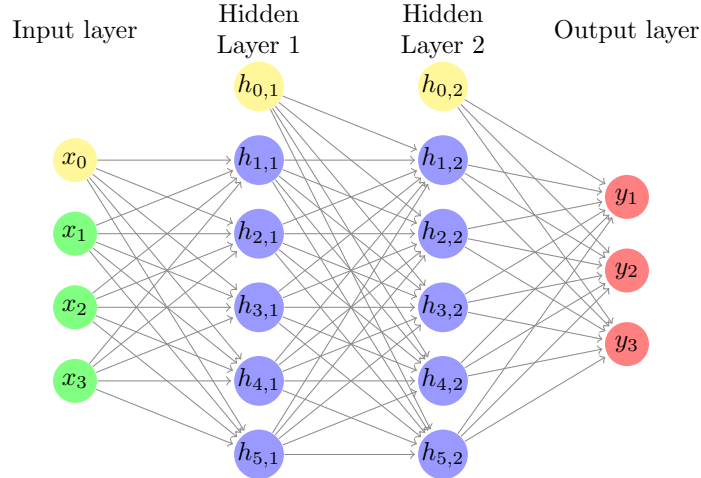 Input layer
Hidden
Layer 1
Hidden
Layer 2
Output layer
h0,1
h0,2
x0
h1,1
h1,2
y1
x1
h2,1
h2,2
y2
x2
h3,1
h3,2
y3
x3
h4,1
h4,2
h5,1
h5,2